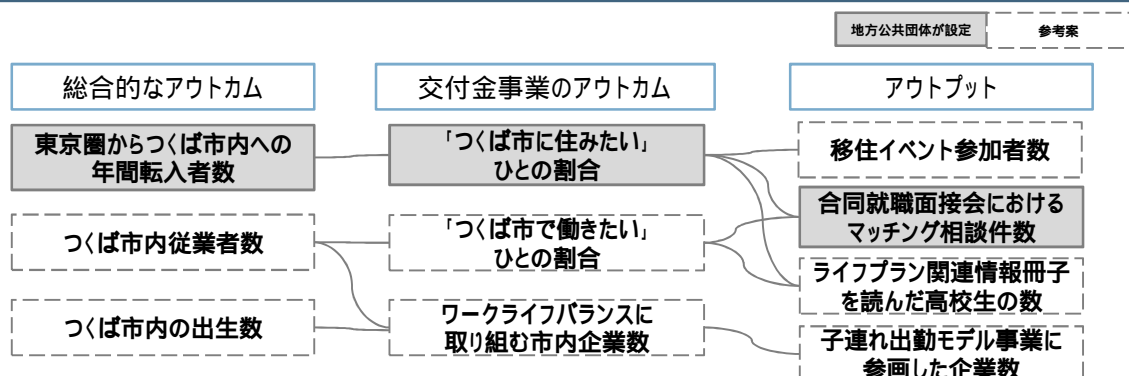 地方公共団体が設定
参考案
総合的なアウトカム
交付金事業のアウトカム
アウトプット
東京圏からつくば市内への
年間転入者数
「つくば市に住みたい」
ひとの割合
移住イベント参加者数
合同就職面接会における
マッチング相談件数
つくば市内従業者数
「つくば市で働きたい」
ひとの割合
ライフプラン関連情報冊子
を読んだ高校生の数
つくば市内の出生数
ワークライフバランスに
取り組む市内企業数
子連れ出勤モデル事業に
参画した企業数